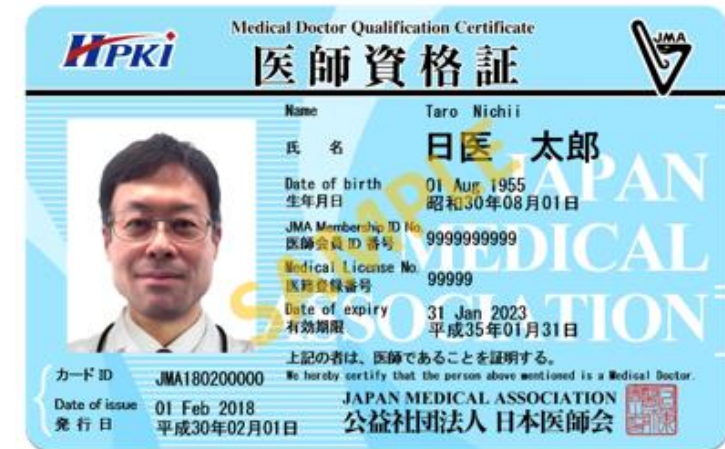 HPKI
Medical Doctor Qualification Certificate
医師資格証
JMA
Name Taro Nichii
氏 名 日医 太郎
Date of birth 01 Aug 1955
生年月日 昭和30年08月01日
JMA Membership ID No.
医師会員 ID 番号 9999999999
Medical License No.
医籍登録番号 99999
Date of expiry 31 Jan 2023
有効期限 平成35年01月31日
上記の者は、医師であることを証明する。
We hereby certify that the person above mentioned is a Medical Doctor.
カード ID JMA180200000
Date of issue 01 Feb 2018
発行日 平成30年02月01日
JAPAN MEDICAL ASSOCIATION
公益社団法人 日本医師会
SAMPLE
JAPAN
MEDICAL
ASSOCIATION